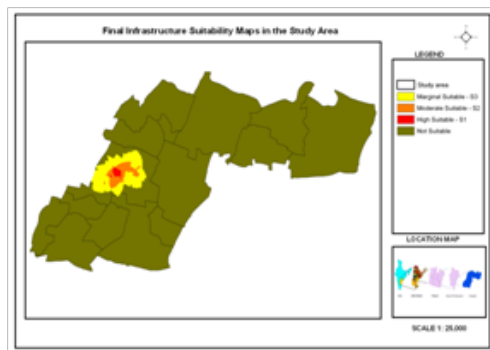 Final Infrastructure Suitability Maps in the Study Area
LEGEND
Study area
Marginal Suitable - S3
Moderate Suitable - S2
High Suitable - S1
Not Suitable
LOCATION MAP
SCALE 1: 25,000